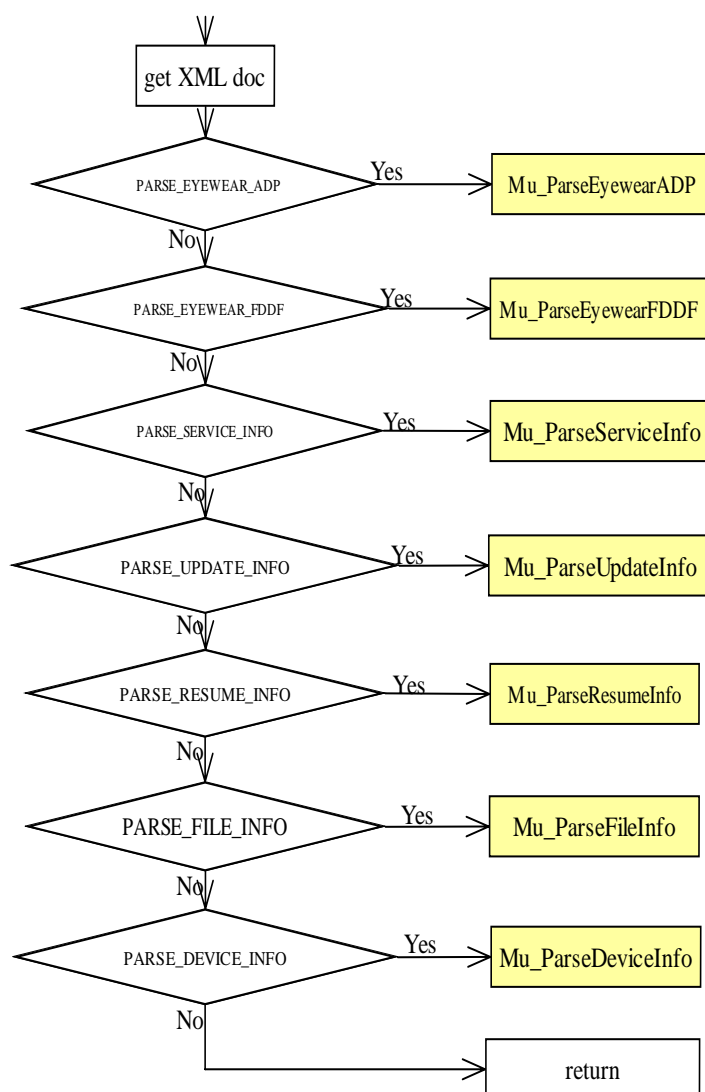 get XML doc
PARSE_EYEWEAR_ADP
Yes
Mu_ParseEyewearADP
No
PARSE_EYEWEAR_FDDF
Yes
Mu_ParseEyewearFDDF
No
PARSE_SERVICE_INFO
Yes
Mu_ParseServiceInfo
No
PARSE_UPDATE_INFO
Yes
Mu_ParseUpdateInfo
No
PARSE_RESUME_INFO
Yes
Mu_ParseResumeInfo
No
PARSE_FILE_INFO
Yes
Mu_ParseFileInfo
No
PARSE_DEVICE_INFO
Yes
Mu_ParseDeviceInfo
No
return